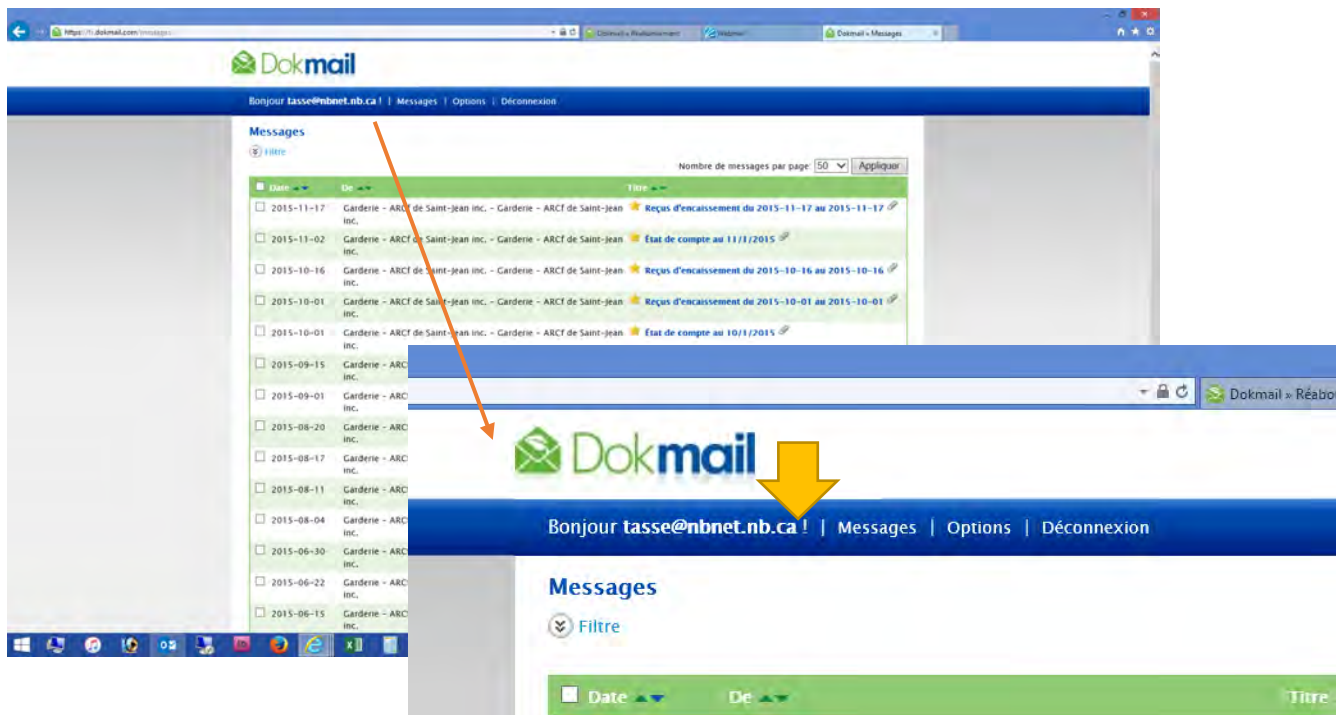 Dokmail » Messages
Dokmail
Bonjour tasse@nbnet.nb.ca ! | Messages | Options | Déconnexion
Messages
Filtre
Nombre de messages par page: 50 Appliquer
Date De Titre
2015-11-17 Garderie - ARCf de Saint-Jean inc. - Garderie - ARCf de Saint-Jean inc. Reçus d'encaissement du 2015-11-17 au 2015-11-17
2015-11-02 Garderie - ARCf de Saint-Jean inc. - Garderie - ARCf de Saint-Jean inc. État de compte au 11/1/2015
2015-10-16 Garderie - ARCf de Saint-Jean inc. - Garderie - ARCf de Saint-Jean inc. Reçus d'encaissement du 2015-10-16 au 2015-10-16
2015-10-01 Garderie - ARCf de Saint-Jean inc. - Garderie - ARCf de Saint-Jean inc. Reçus d'encaissement du 2015-10-01 au 2015-10-01
2015-10-01 Garderie - ARCf de Saint-Jean inc. - Garderie - ARCf de Saint-Jean inc. État de compte au 10/1/2015
2015-09-15 Garderie - ARC inc.
2015-09-01 Garderie - ARC inc.
2015-08-20 Garderie - ARC inc.
2015-08-17 Garderie - ARC inc.
2015-08-11 Garderie - ARC inc.
2015-08-04 Garderie - ARC inc.
2015-06-30 Garderie - ARC inc.
2015-06-22 Garderie - ARC inc.
2015-06-15 Garderie - ARC inc.
Dokmail » Réabo
Dokmail
Bonjour tasse@nbnet.nb.ca ! | Messages | Options | Déconnexion
Messages
Filtre
Date De Titre